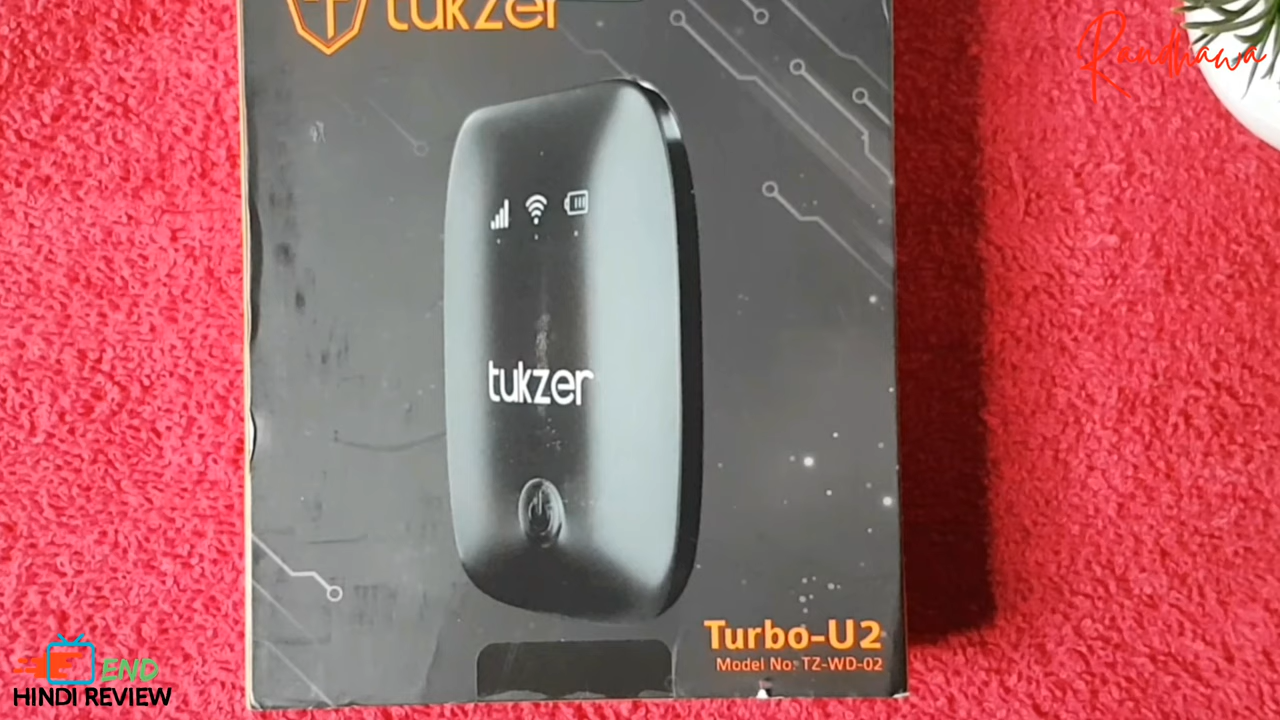 tukzer
Randhawa
tukzer
Turbo-U2
Model No: TZ-WD-02
END
HINDI REVIEW